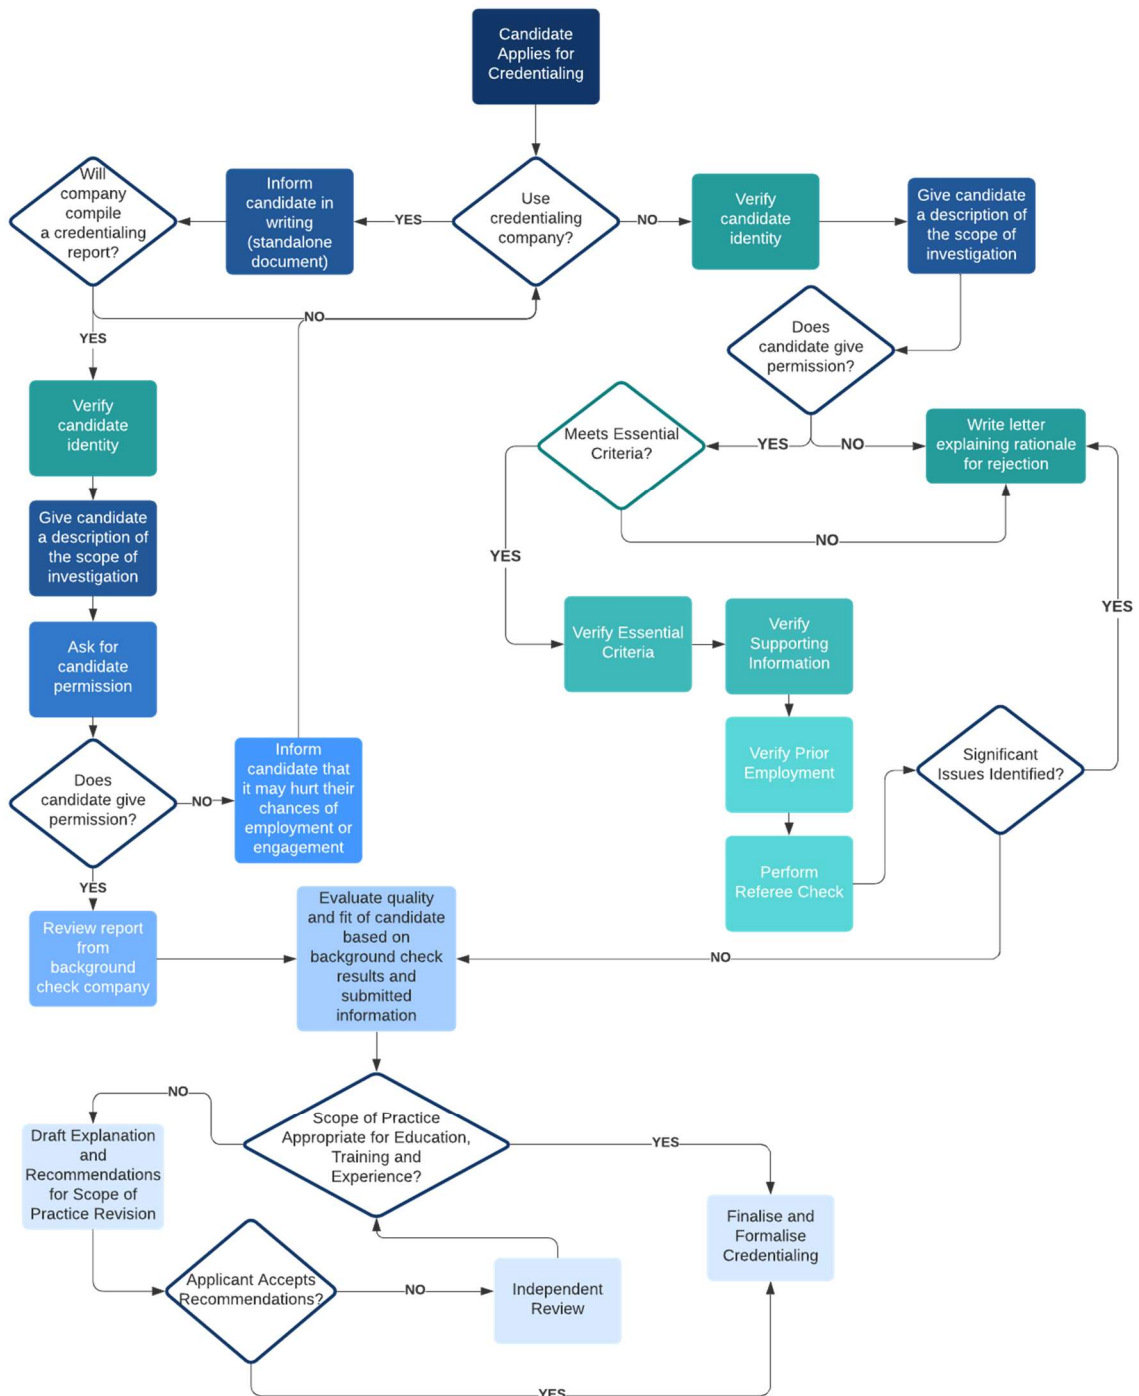 Candidate
Applies for
Credentialing
Will
company
compile
a credentialing
report?
Inform
candidate in
writing
(standalone
document)
YES
Use
credentialing
company?
NO
Verify
candidate
identity
Give candidate
a description of
the scope of
investigation
NO
YES
Does
candidate give
permission?
Verify
candidate
identity
Meets Essential
Criteria?
YES
NO
Write letter
explaining rationale
for rejection
NO
YES
Give candidate
a description of
the scope of
investigation
Verify Essential
Criteria
Verify
Supporting
Information
YES
Ask for
candidate
permission
Verify Prior
Employment
Significant
Issues Identified?
Does
candidate give
permission?
NO
Inform
candidate that
it may hurt their
chances of
employment or
engagement
Perform
Referee Check
YES
Review report
from
background
check company
Evaluate quality
and fit of candidate
based on
background check
results and
submitted
information
NO
NO
Scope of Practice
Appropriate for Education,
Training and
Experience?
YES
Draft Explanation
and
Recommendations
for Scope of
Practice Revision
Finalise and
Formalise
Credentialing
Applicant Accepts
Recommendations?
NO
Independent
Review
YES